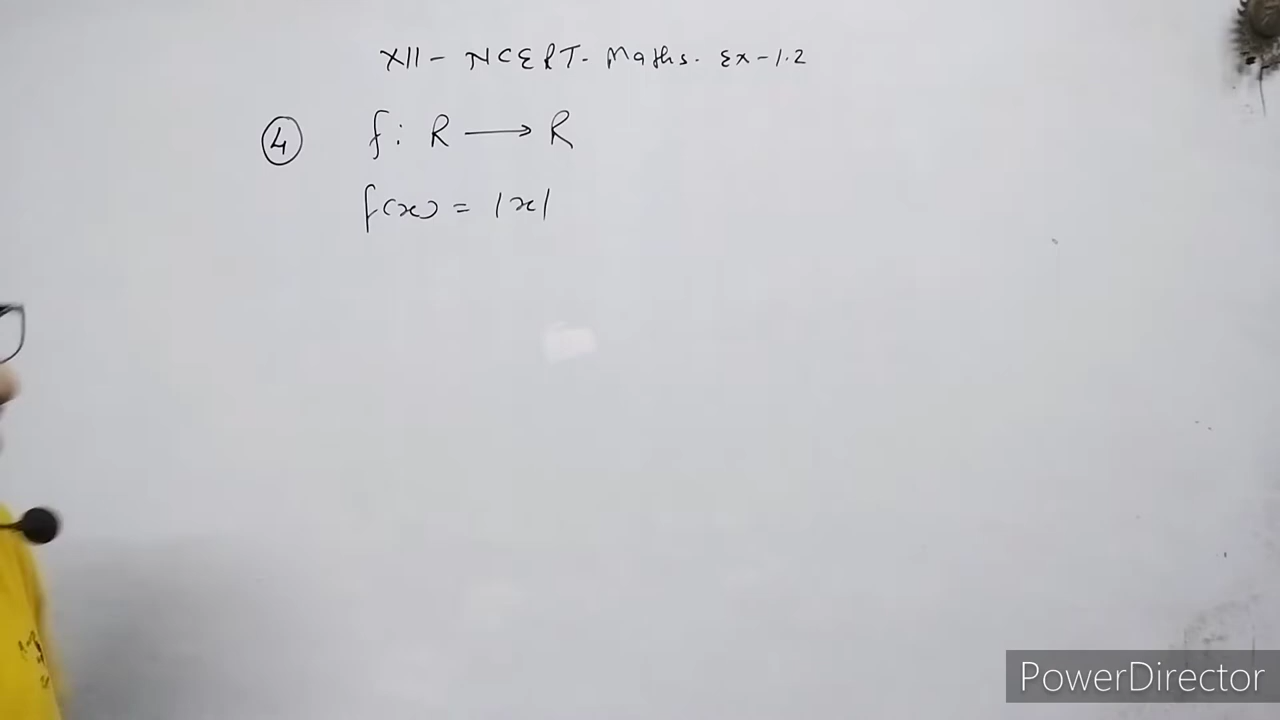 XII - NCERT- Maths. Ex-1.2
4 f: R ⟶ R
f(x) = |x|
PowerDirector